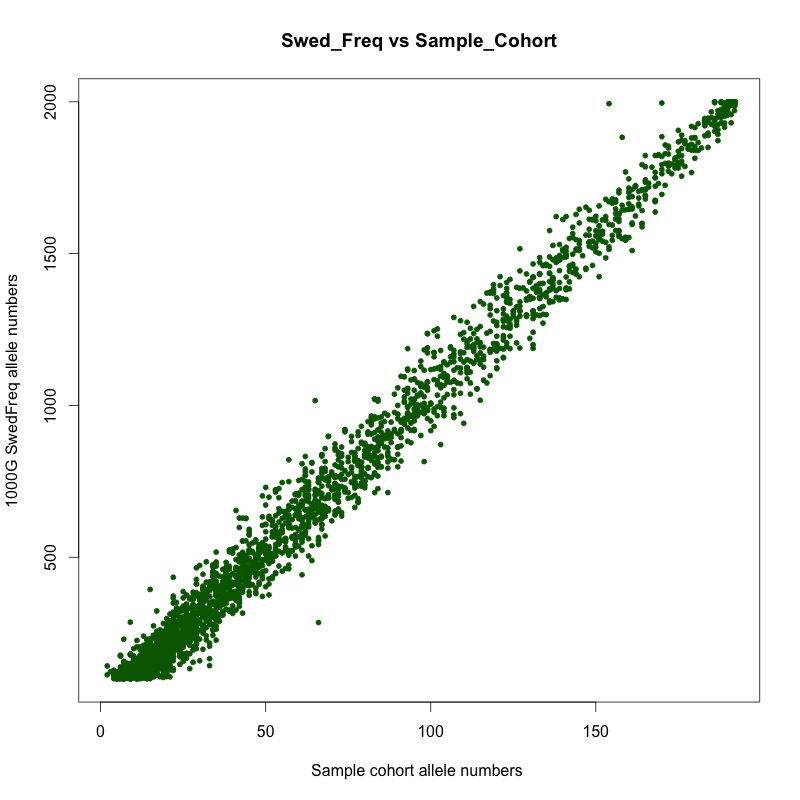 Swed_Freq vs Sample_Cohort
2000
1500
1000
500
1000G SwedFreq allele numbers
0 50 100 150
Sample cohort allele numbers